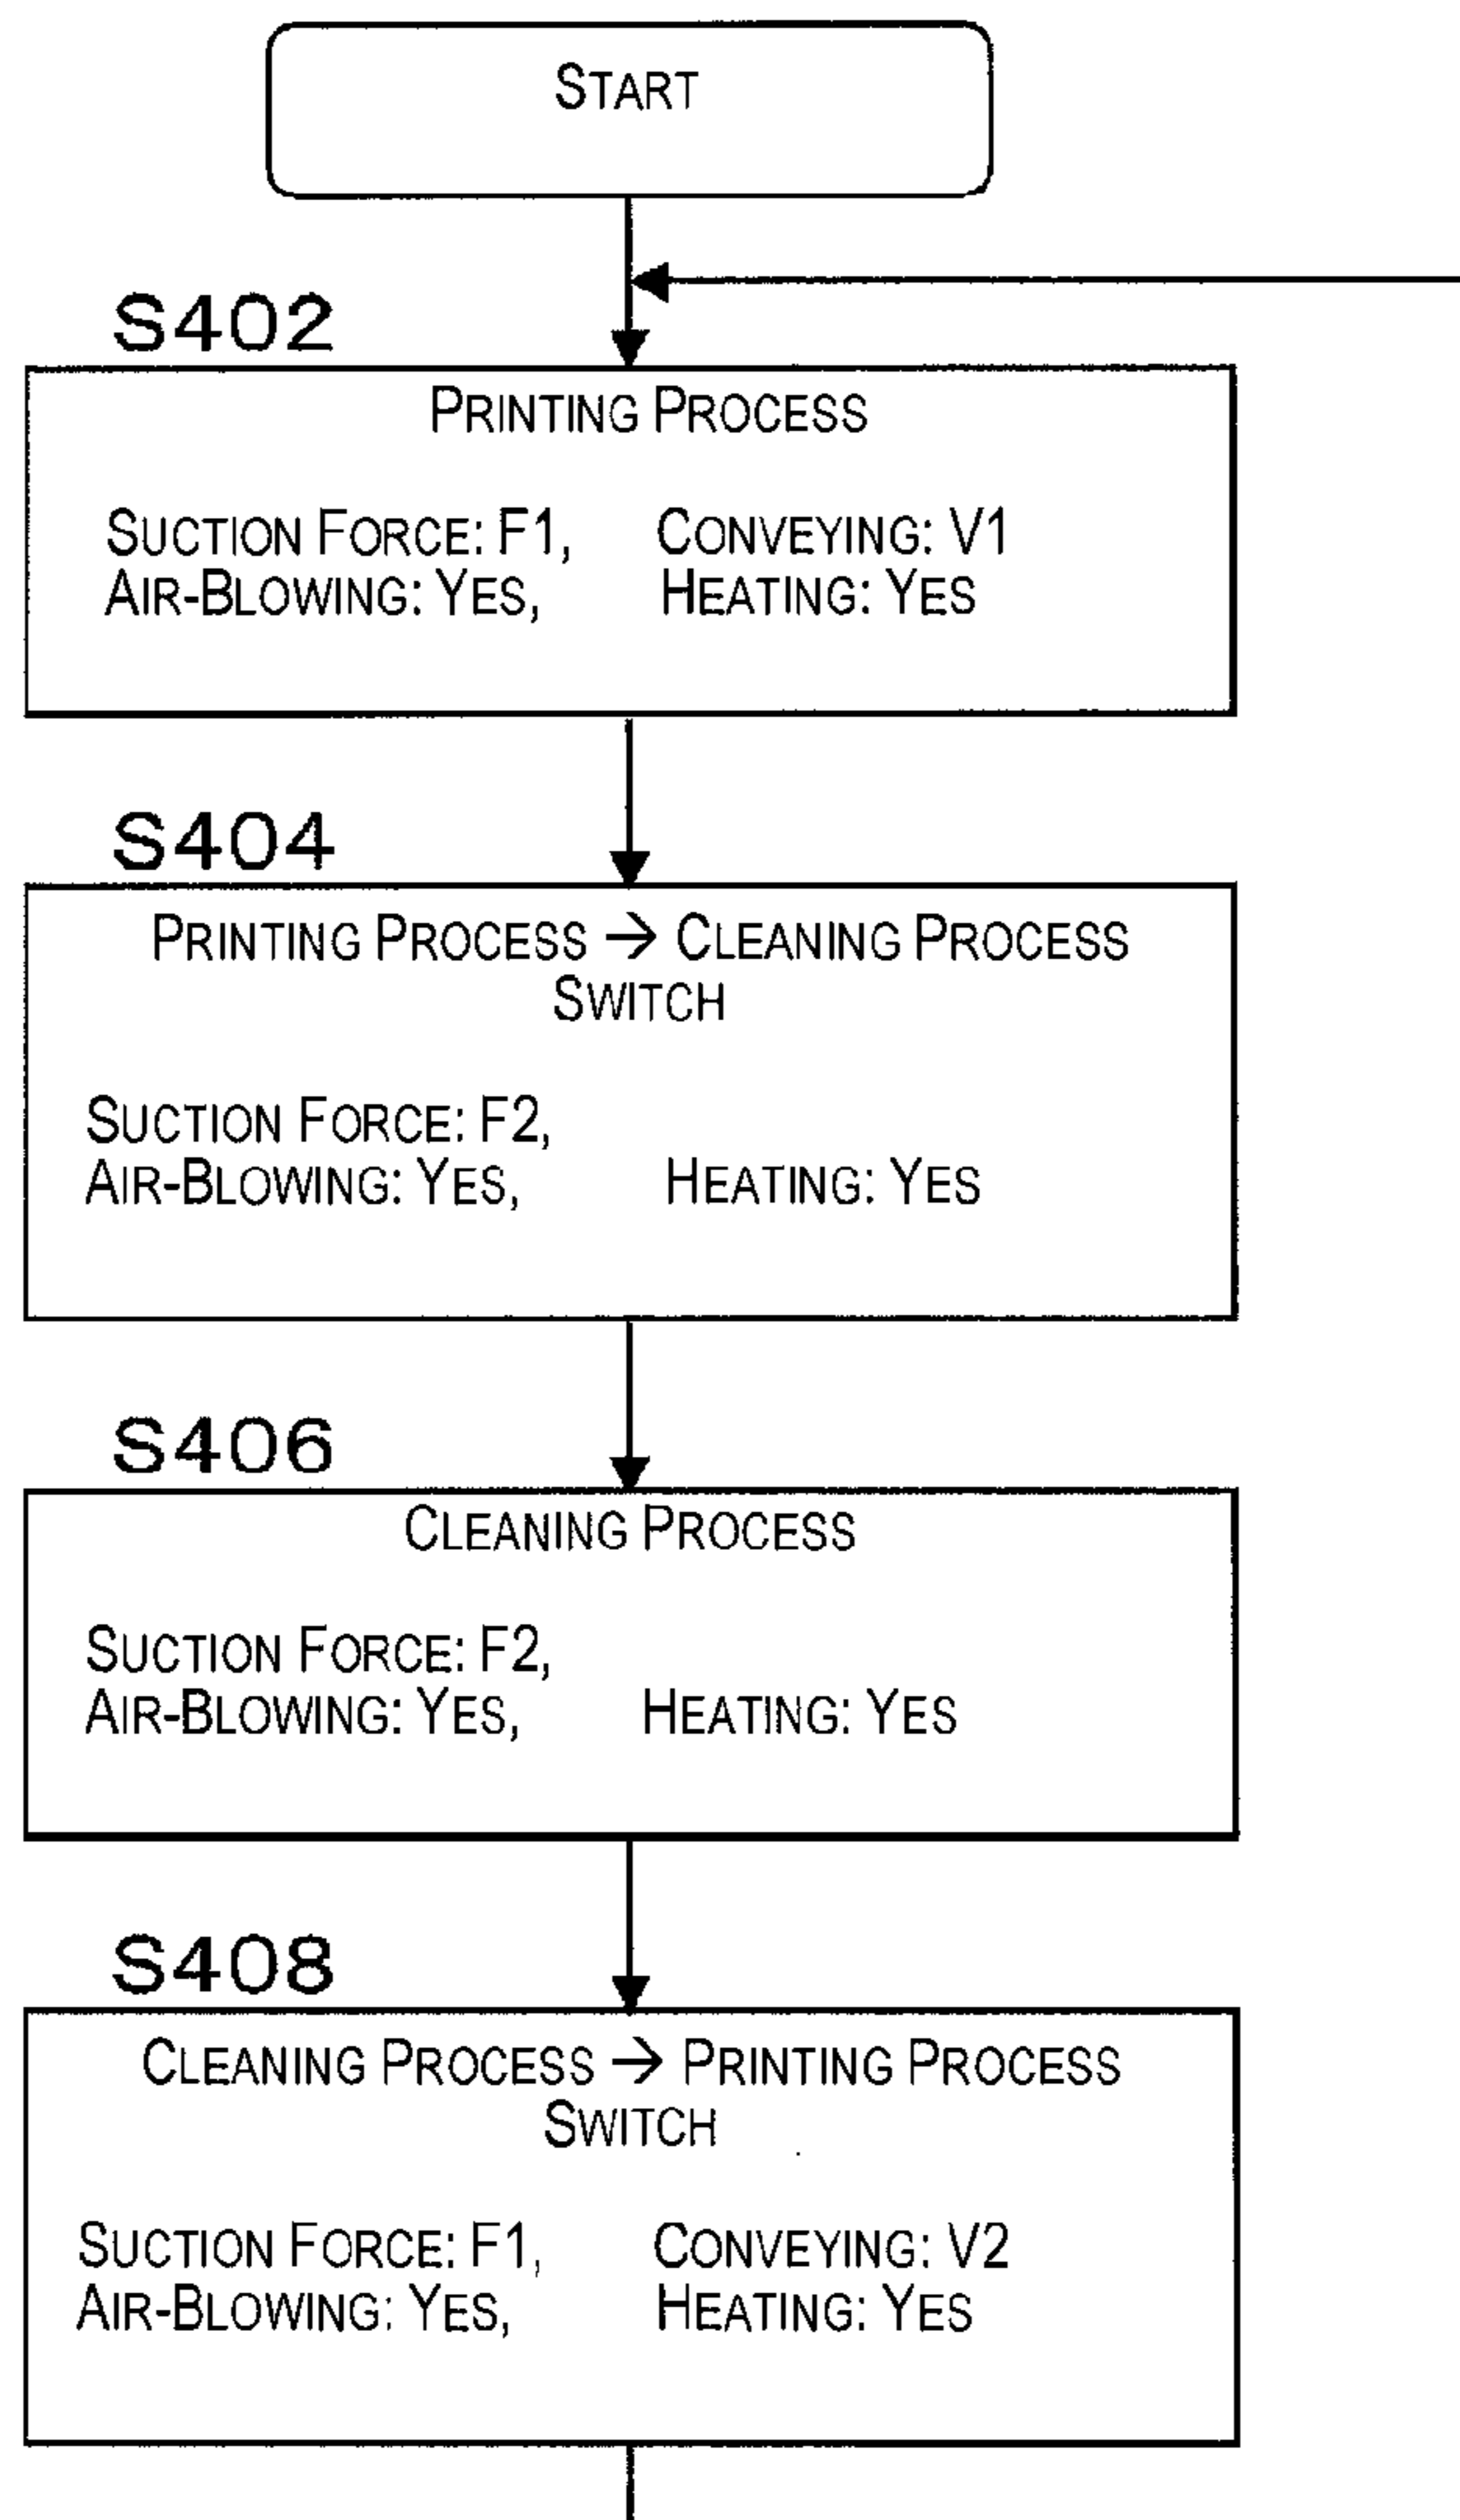 START
S402
PRINTING PROCESS
SUCTION FORCE: F1, CONVEYING: V1
AIR-BLOWING: YES, HEATING: YES
S404
PRINTING PROCESS → CLEANING PROCESS
SWITCH
SUCTION FORCE: F2,
AIR-BLOWING: YES, HEATING: YES
S406
CLEANING PROCESS
SUCTION FORCE: F2,
AIR-BLOWING: YES, HEATING: YES
S408
CLEANING PROCESS → PRINTING PROCESS
SWITCH
SUCTION FORCE: F1, CONVEYING: V2
AIR-BLOWING: YES, HEATING: YES